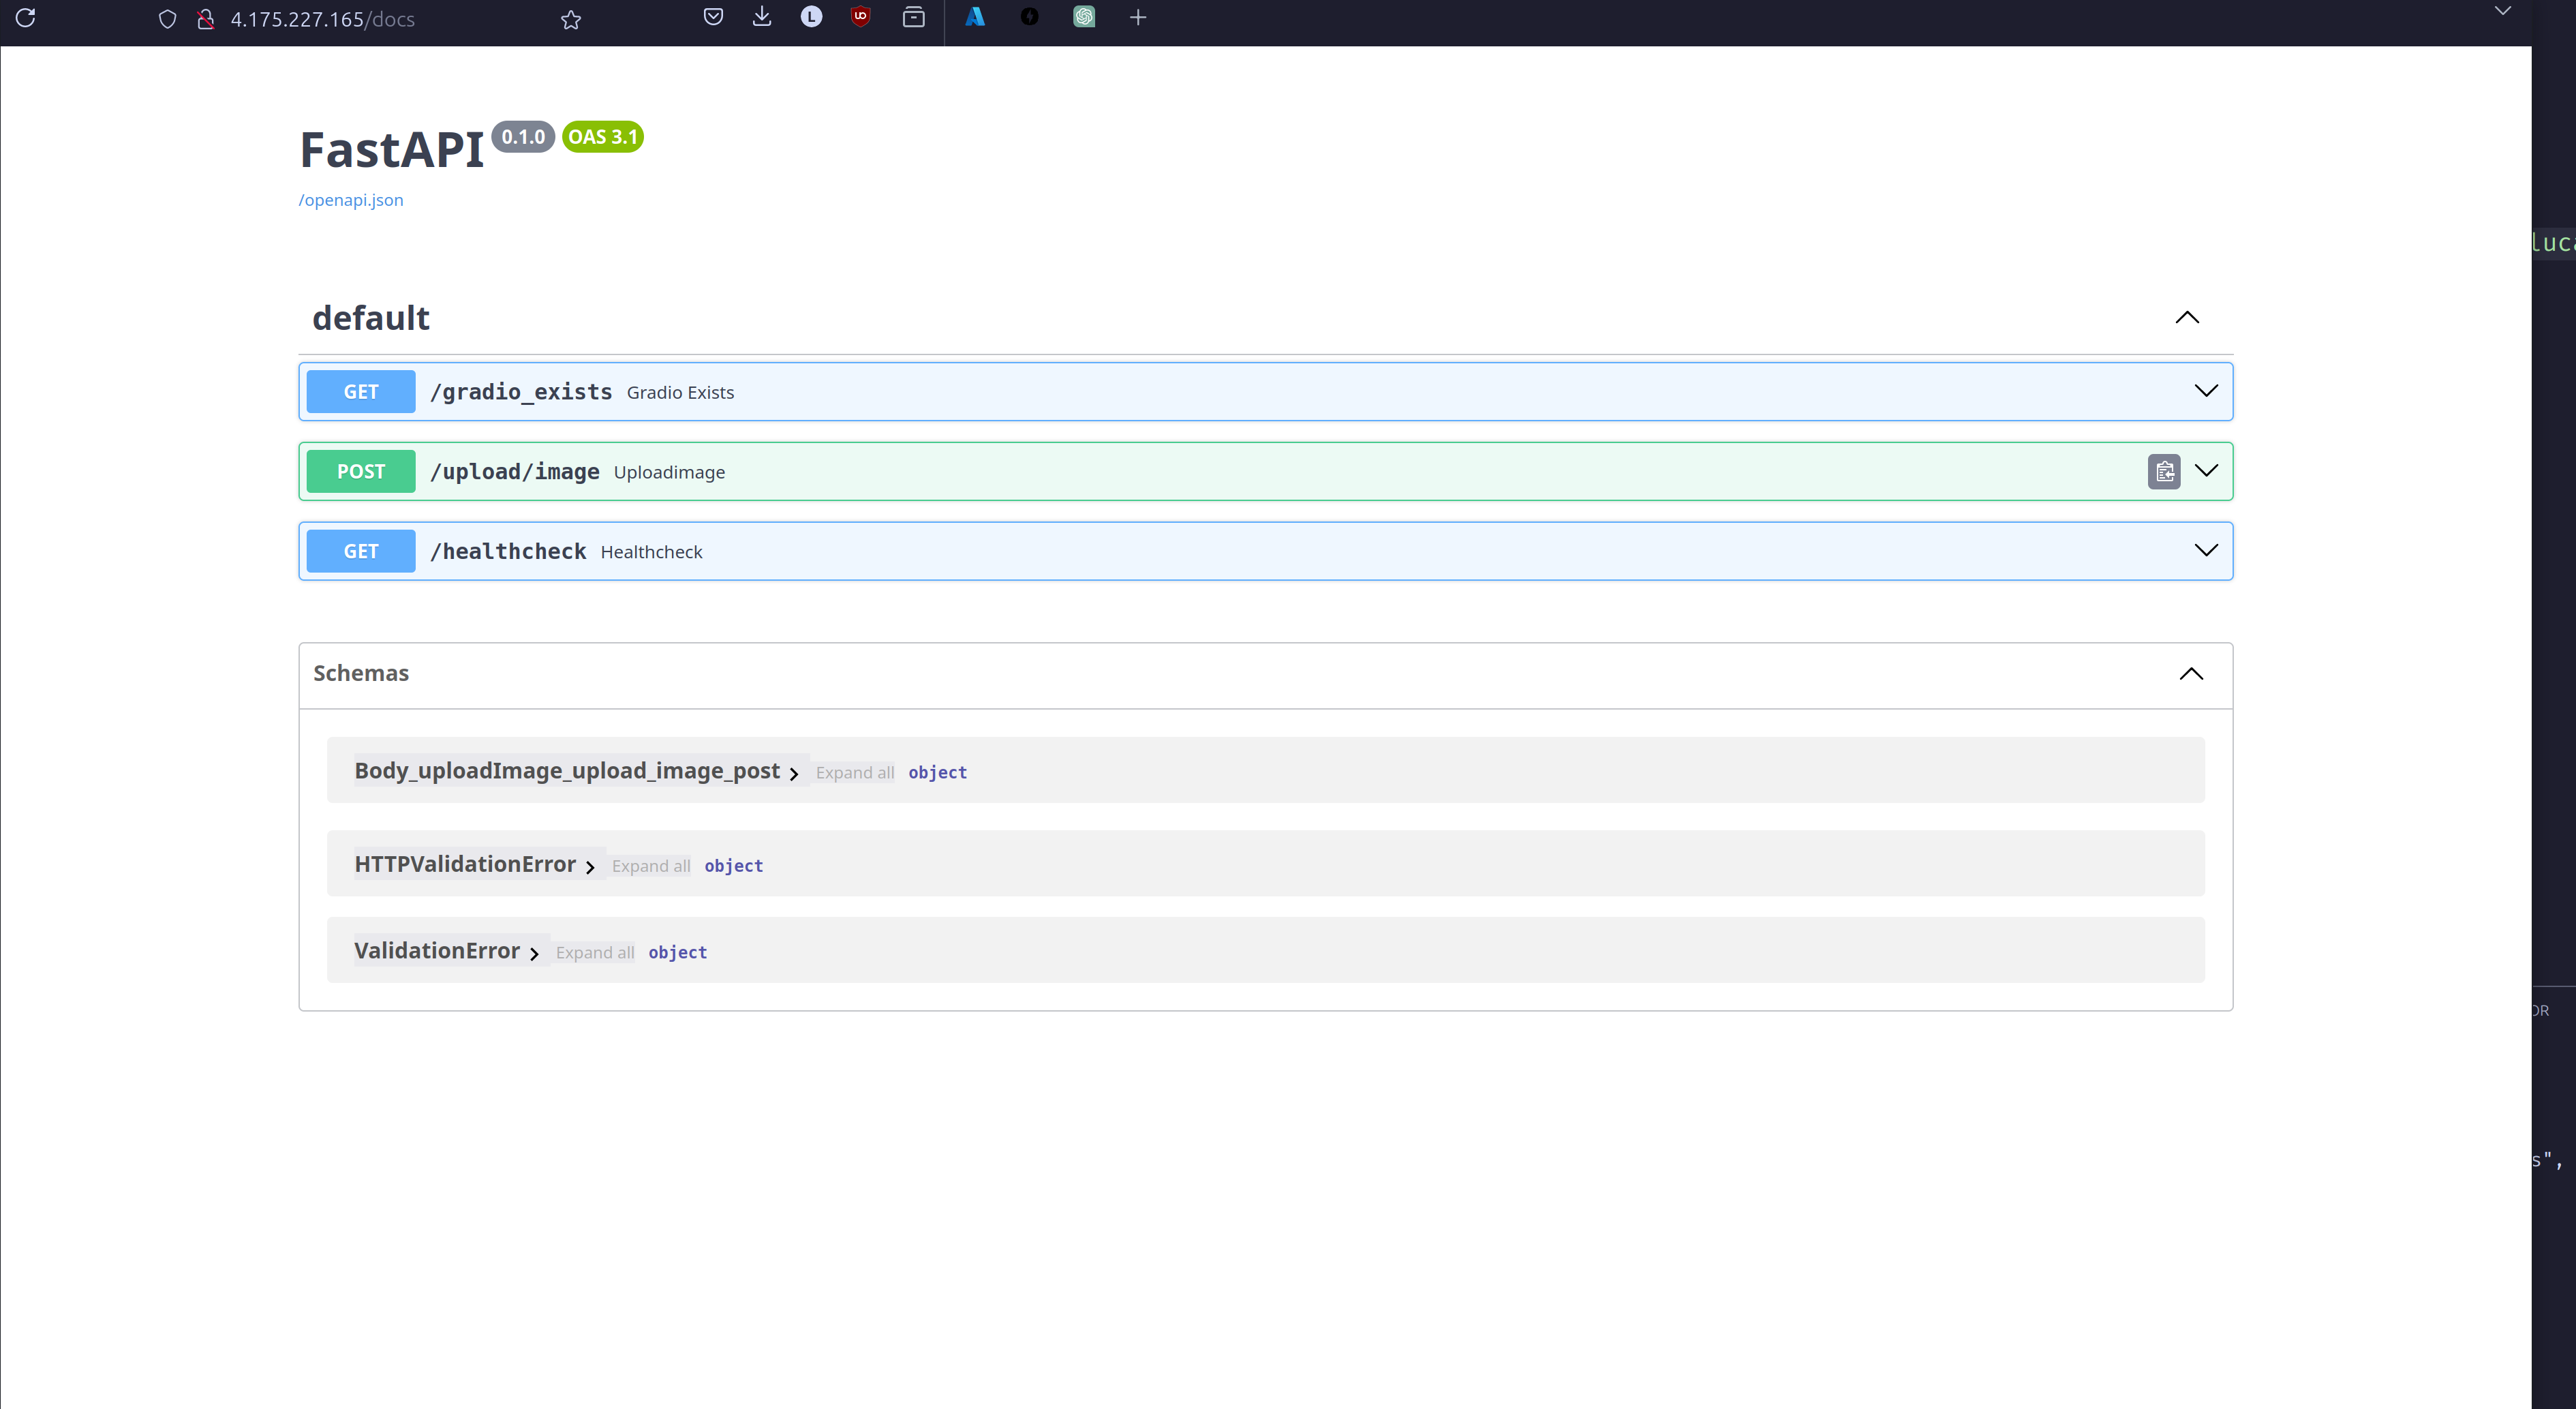 4.175.227.165/docs
L
UD
FastAPI 0.1.0 OAS 3.1
/openapi.json
luc
default
GET /gradio_exists Gradio Exists
POST /upload/image Uploadimage
GET /healthcheck Healthcheck
Schemas
Body_uploadImage_upload_image_post Expand all object
HTTPValidationError Expand all object
ValidationError Expand all object
OR
s",